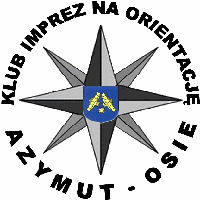 KLUB IMPREZ NA ORIENTACJĘ
AZYMUT - OSIE